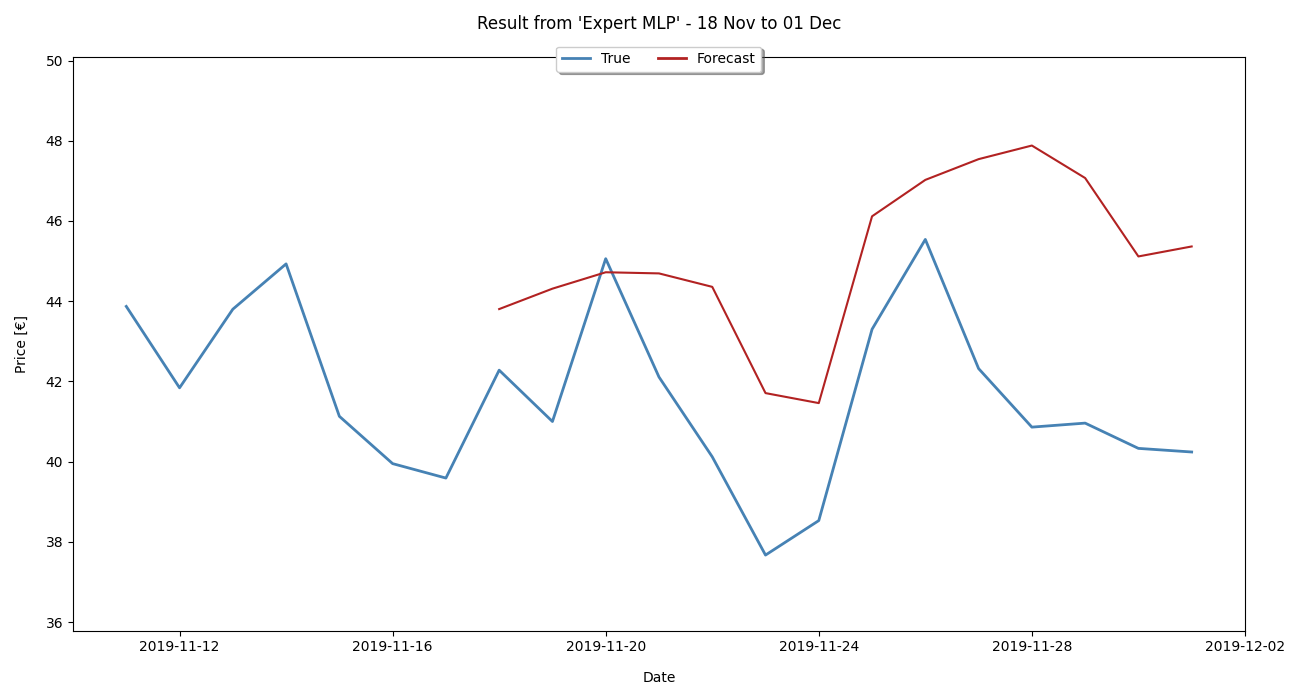 Result from 'Expert MLP' - 18 Nov to 01 Dec
True Forecast
50
48
46
44
42
40
38
36
Price [€]
2019-11-12 2019-11-16 2019-11-20 2019-11-24 2019-11-28 2019-12-02
Date